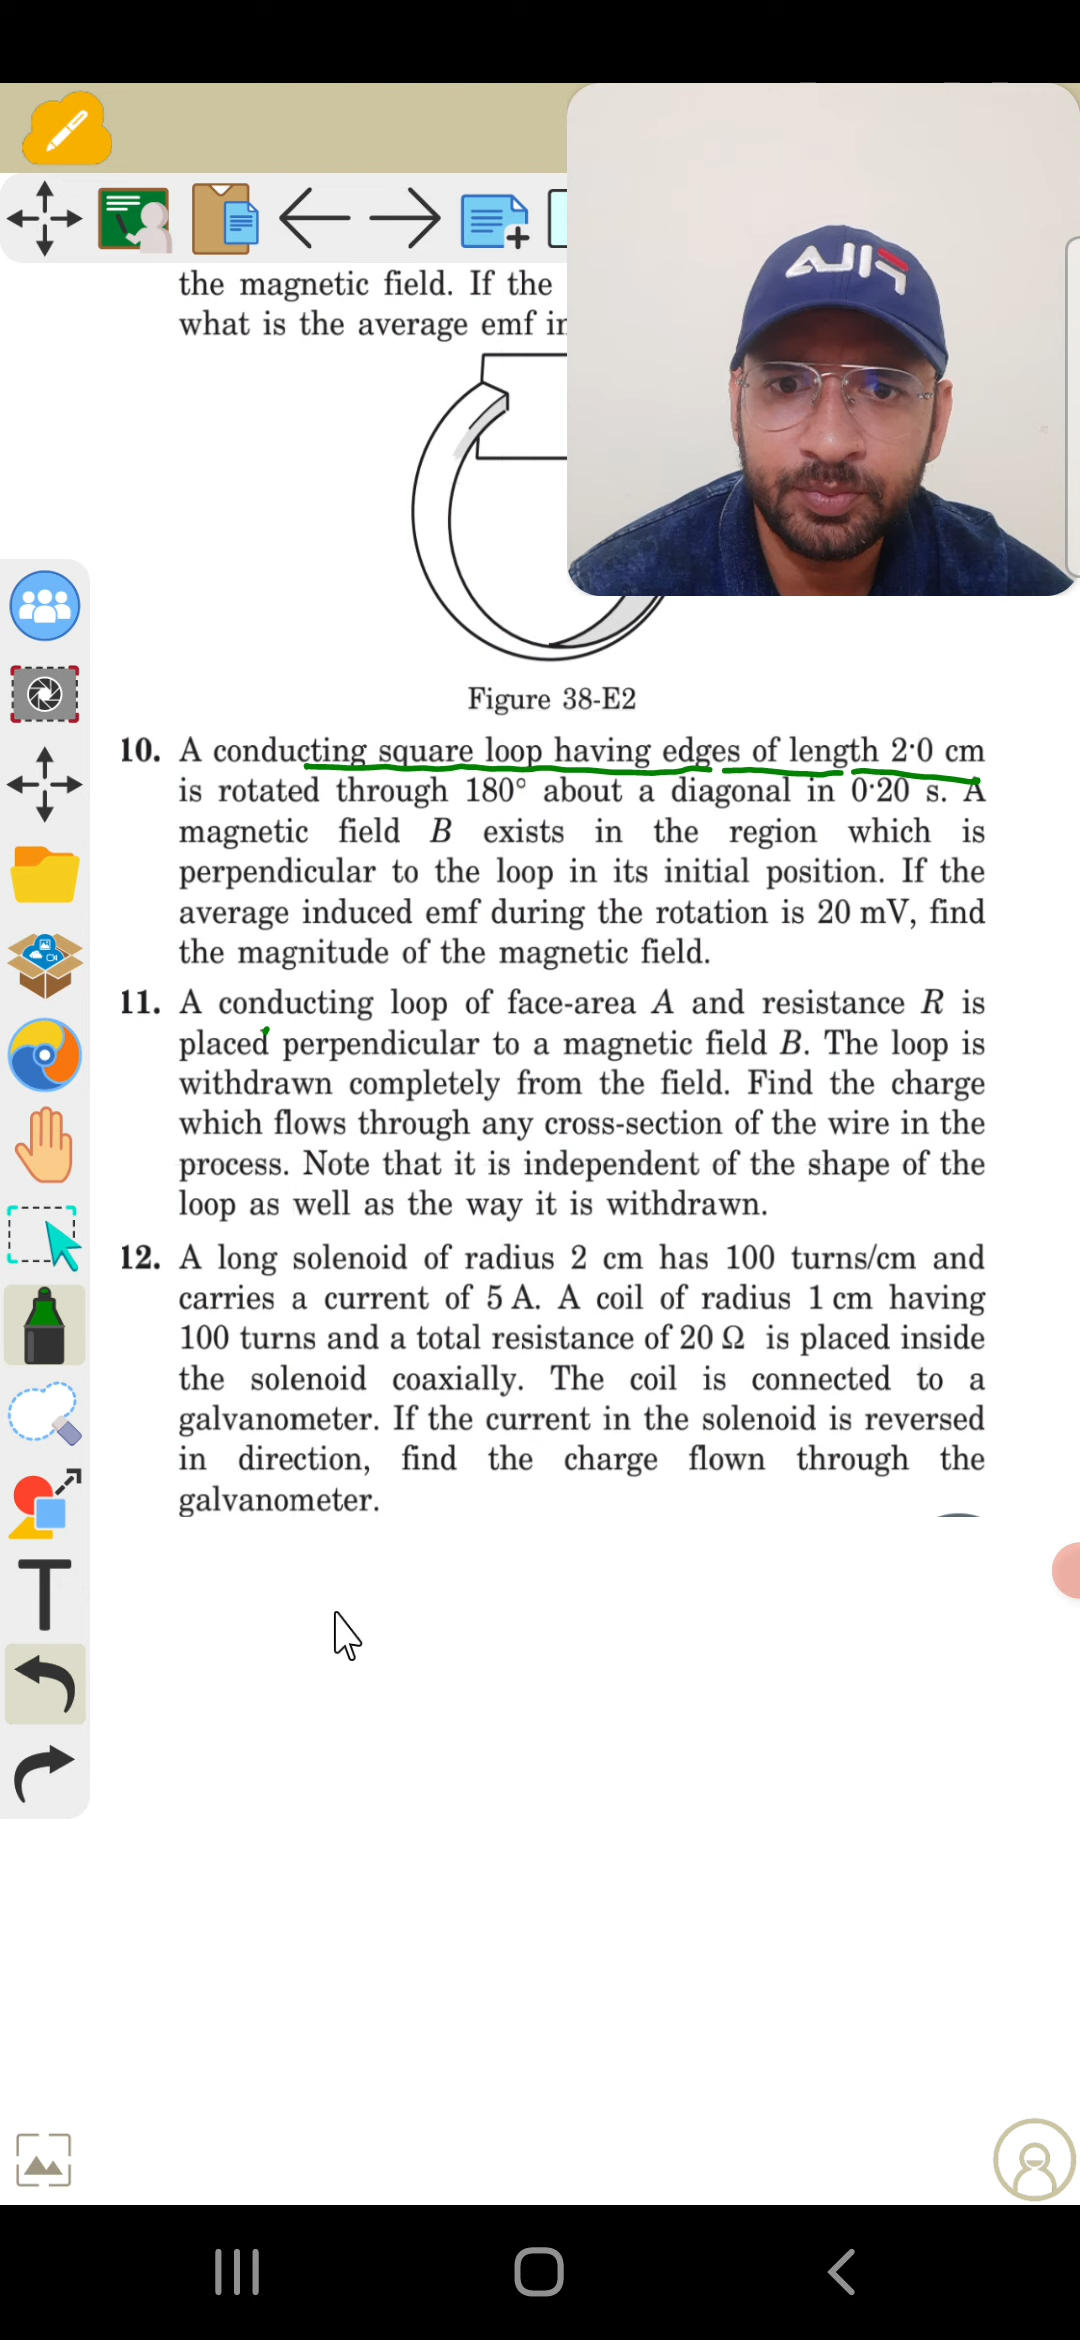 the magnetic field. If the
what is the average emf in
Figure 38-E2
10. A conducting square loop having edges of length 2·0 cm
is rotated through 180° about a diagonal in 0·20 s. A
magnetic field B exists in the region which is
perpendicular to the loop in its initial position. If the
average induced emf during the rotation is 20 mV, find
the magnitude of the magnetic field.
11. A conducting loop of face-area A and resistance R is
placed perpendicular to a magnetic field B. The loop is
withdrawn completely from the field. Find the charge
which flows through any cross-section of the wire in the
process. Note that it is independent of the shape of the
loop as well as the way it is withdrawn.
12. A long solenoid of radius 2 cm has 100 turns/cm and
carries a current of 5 A. A coil of radius 1 cm having
100 turns and a total resistance of 20 Ω is placed inside
the solenoid coaxially. The coil is connected to a
galvanometer. If the current in the solenoid is reversed
in direction, find the charge flown through the
galvanometer.
T